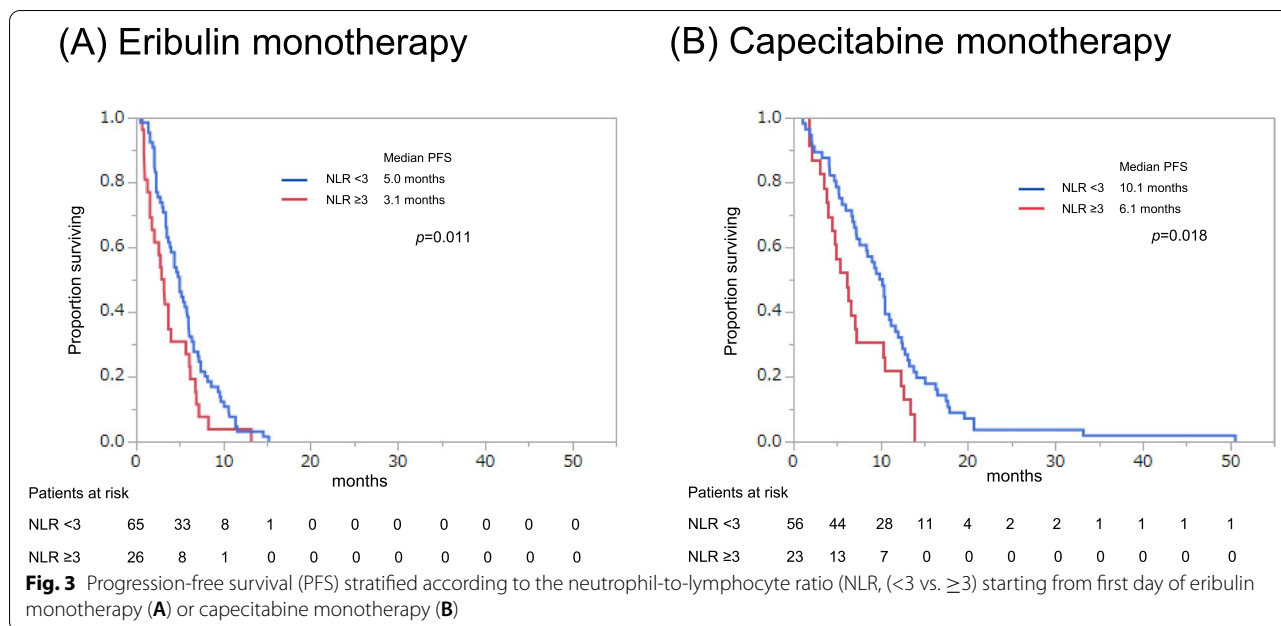 (A) Eribulin monotherapy
1.0
0.8
0.6
0.4
0.2
0.0
Proportion surviving
Median PFS
NLR <3 5.0 months
NLR ≥3 3.1 months
p=0.011
0 10 20 30 40 50
months
Patients at risk
NLR <3 65 33 8 1 0 0 0 0 0 0 0
NLR ≥3 26 8 1 0 0 0 0 0 0 0 0
(B) Capecitabine monotherapy
1.0
0.8
0.6
0.4
0.2
0.0
Proportion surviving
Median PFS
NLR <3 10.1 months
NLR ≥3 6.1 months
p=0.018
0 10 20 30 40 50
months
Patients at risk
NLR <3 56 44 28 11 4 2 2 1 1 1 1
NLR ≥3 23 13 7 0 0 0 0 0 0 0 0
Fig. 3 Progression-free survival (PFS) stratified according to the neutrophil-to-lymphocyte ratio (NLR, (<3 vs. ≥3) starting from first day of eribulin
monotherapy (A) or capecitabine monotherapy (B)